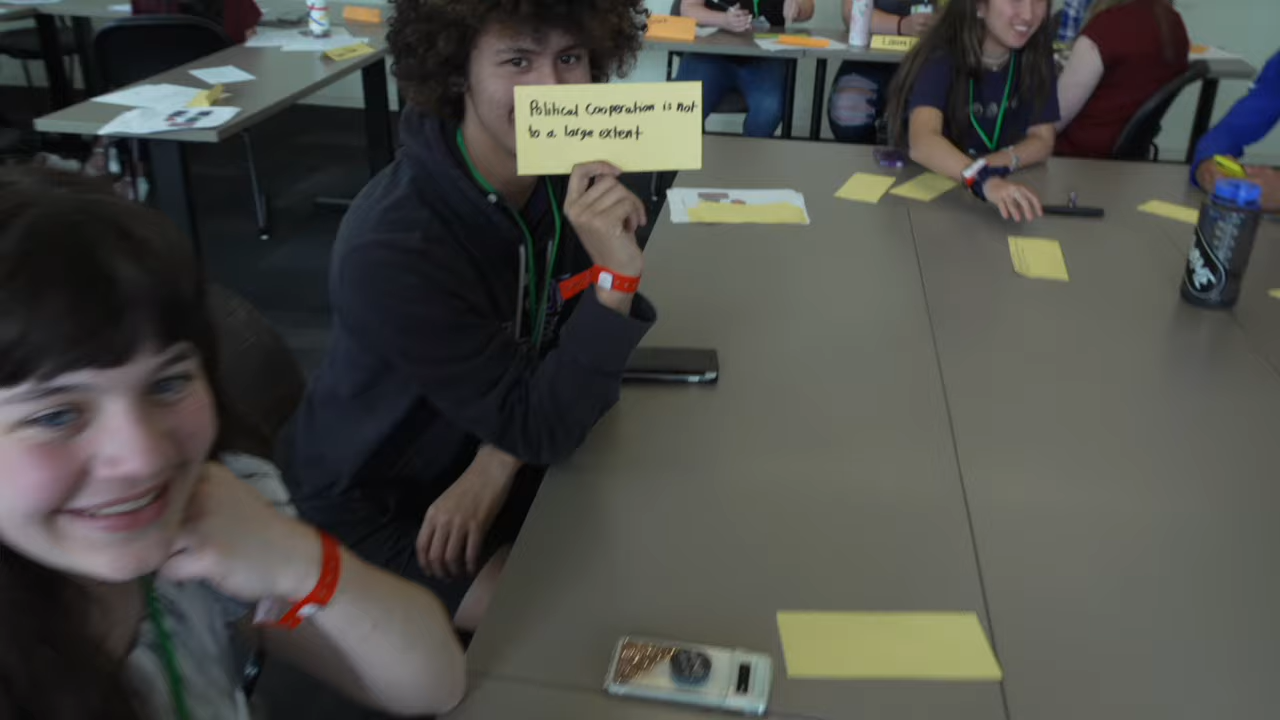 Political cooperation is not
to a large extent